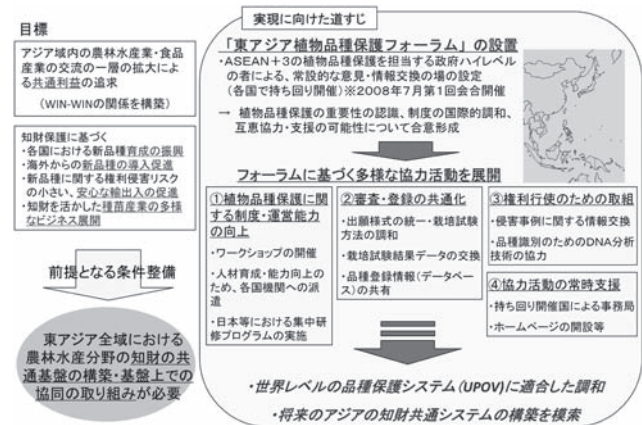 目標
アジア域内の農林水産業・食品
産業の交流の一層の拡大によ
る共通利益の追求
(WIN-WINの関係を構築)
知財保護に基づく
・各国における新品種育成の振興
・海外からの新品種の導入促進
・新品種に関する権利侵害リスク
の小さい、安心な輸出入の促進
・知財を活かした種苗産業の多様
なビジネス展開
前提となる条件整備
東アジア全域における
農林水産分野の知財の共
通基盤の構築・基盤上での
協同の取り組みが必要
実現に向けた道すじ
「東アジア植物品種保護フォーラム」の設置
・ASEAN+3の植物品種保護を担当する政府ハイレベル
の者による、常設的な意見・情報交換の場の設定
(各国で持ち回り開催)※2008年7月第1回会合開催
→ 植物品種保護の重要性の認識、制度の国際的調和、
互恵協力・支援の可能性について合意形成
フォーラムに基づく多様な協力活動を展開
①植物品種保護に関
する制度・運営能力
の向上
・ワークショップの開催
・人材育成・能力向上の
ため、各国機関への派
遣
・日本等における集中研
修プログラムの実施
②審査・登録の共通化
・出願様式の統一・栽培試験
方法の調和
・栽培試験結果データの交換
・品種登録情報(データベー
ス)の共有
③権利行使のための取組
・侵害事例に関する情報交換
・品種識別のためのDNA分析
技術の協力
④協力活動の常時支援
・持ち回り開催国による事務局
・ホームページの開設等
・世界レベルの品種保護システム(UPOV)に適合した調和
・将来のアジアの知財共通システムの構築を模索